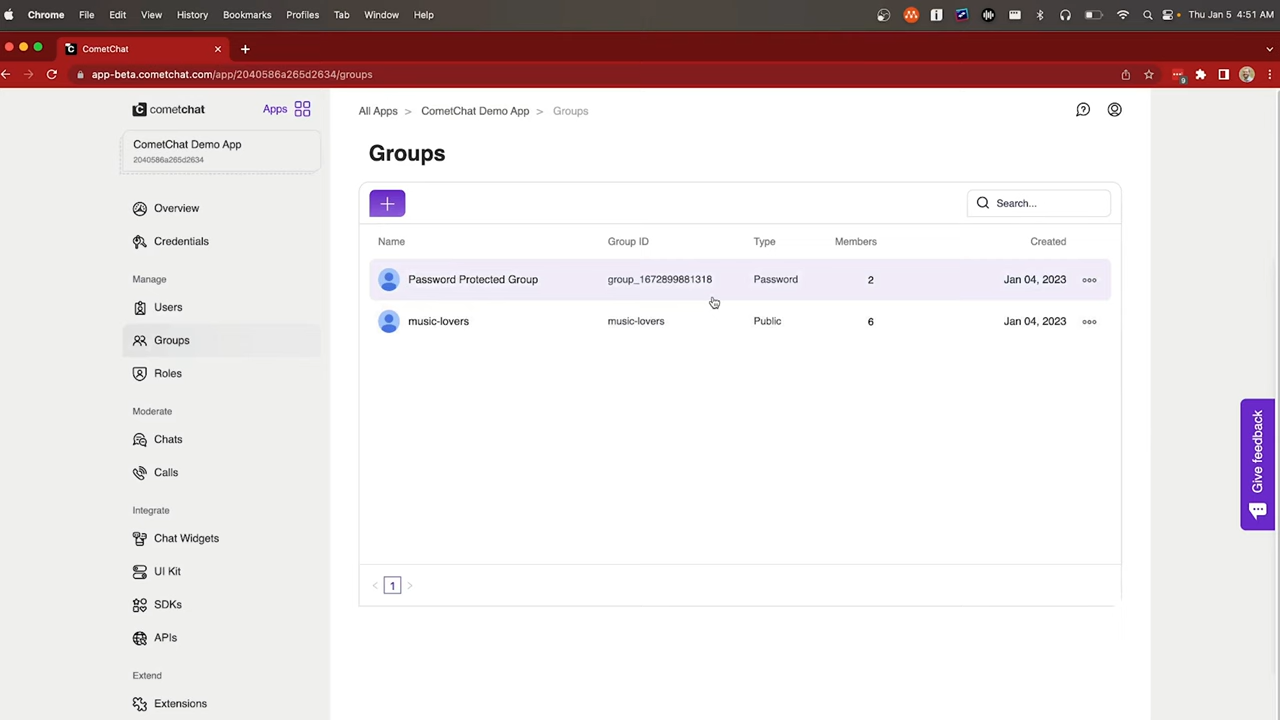 Chrome File Edit View History Bookmarks Profiles Tab Window Help Thu Jan 5 4:51 AM
CometChat
app-beta.cometchat.com/app/2040586a265d2634/groups
9
cometchat Apps
CometChat Demo App
2040586a265d2634
Overview
Credentials
Manage
Users
Groups
Roles
Moderate
Chats
Calls
Integrate
Chat Widgets
UI Kit
SDKs
APIs
Extend
Extensions
All Apps > CometChat Demo App > Groups
Groups
+ Search...
Name Group ID Type Members Created
Password Protected Group group_1672899881318 Password 2 Jan 04, 2023
music-lovers music-lovers Public 6 Jan 04, 2023
< 1 >
Give feedback